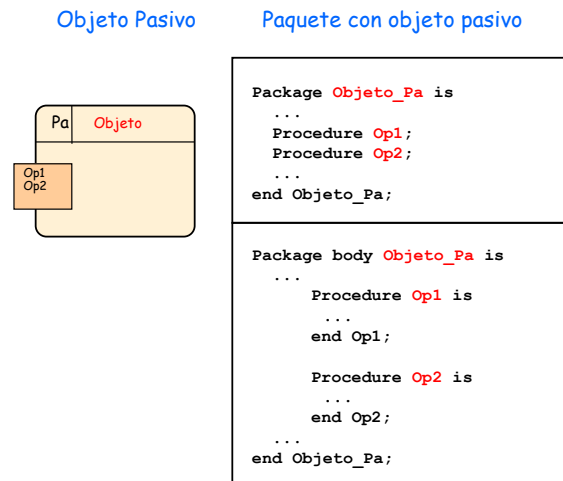 Objeto Pasivo
Paquete con objeto pasivo
Pa Objeto
Op1
Op2
Package Objeto_Pa is
...
Procedure Op1;
Procedure Op2;
...
end Objeto_Pa;
Package body Objeto_Pa is
...
Procedure Op1 is
...
end Op1;
Procedure Op2 is
...
end Op2;
...
end Objeto_Pa;